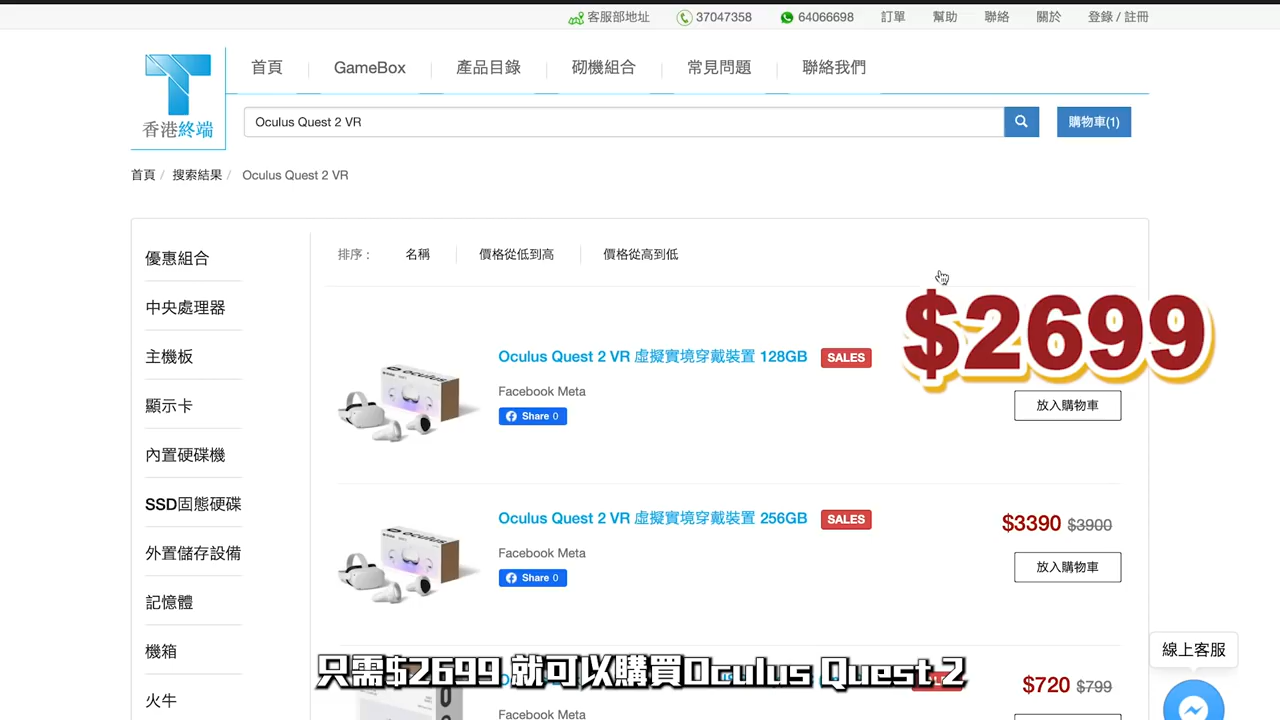 客服部地址 37047358 64066698 訂單 幫助 聯絡 關於 登錄 / 註冊
首頁 GameBox 產品目錄 砌機組合 常見問題 聯絡我們
香港終端
Oculus Quest 2 VR 購物車(1)
首頁 / 搜索結果 / Oculus Quest 2 VR
優惠組合
中央處理器
主機板
顯示卡
內置硬碟機
SSD固態硬碟
外置儲存設備
記憶體
機箱
火牛
排序： 名稱 價格從低到高 價格從高到低
Oculus Quest 2 VR 虛擬實境穿戴裝置 128GB SALES
$2699
Facebook Meta
Share 0
放入購物車
Oculus Quest 2 VR 虛擬實境穿戴裝置 256GB SALES
$3390 $3900
Facebook Meta
Share 0
放入購物車
$720 $799
Facebook Meta
只需$2699 就可以購買Oculus Quest 2
線上客服